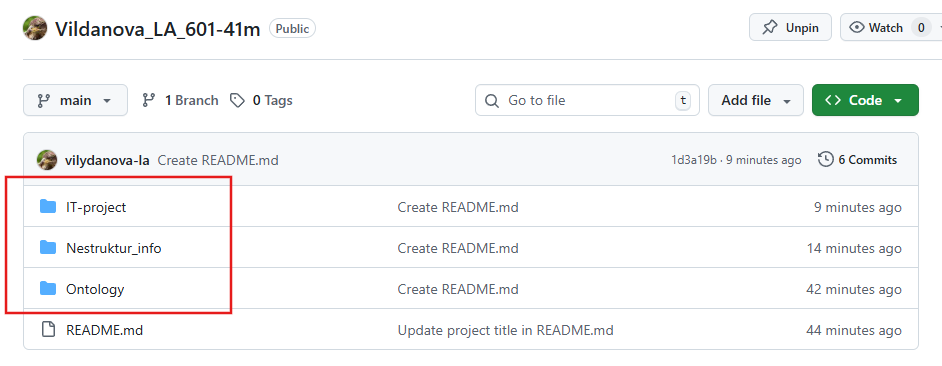 Vildanova_LA_601-41m Public Unpin Watch 0
main 1 Branch 0 Tags Go to file t Add file Code
vilydanova-la Create README.md 1d3a19b · 9 minutes ago 6 Commits
IT-project Create README.md 9 minutes ago
Nestruktur_info Create README.md 14 minutes ago
Ontology Create README.md 42 minutes ago
README.md Update project title in README.md 44 minutes ago